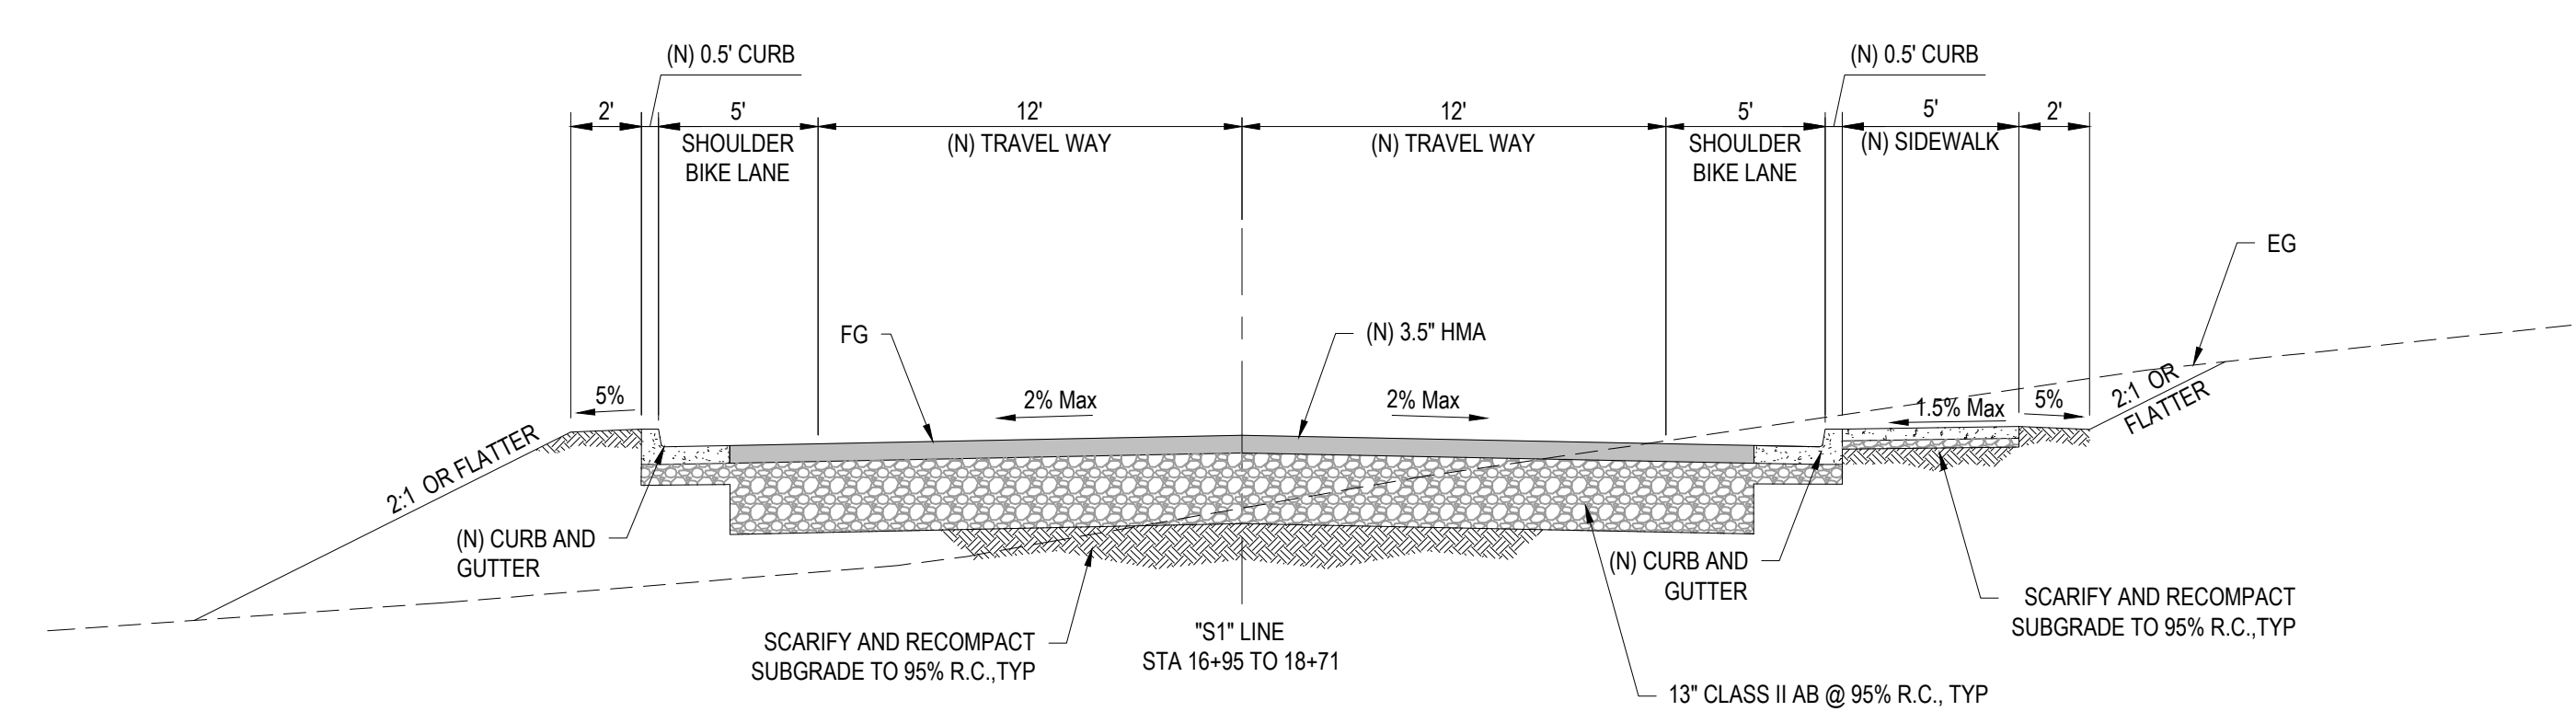 (N) 0.5' CURB
(N) 0.5' CURB
2'
5'
12'
12'
5'
5'
2'
SHOULDER
BIKE LANE
(N) TRAVEL WAY
(N) TRAVEL WAY
SHOULDER
BIKE LANE
(N) SIDEWALK
EG
FG
(N) 3.5" HMA
5%
2% Max
2% Max
1.5% Max
5%
2:1 OR
FLATTER
2:1 OR FLATTER
(N) CURB AND
GUTTER
(N) CURB AND
GUTTER
SCARIFY AND RECOMPACT
SUBGRADE TO 95% R.C.,TYP
"S1" LINE
STA 16+95 TO 18+71
SCARIFY AND RECOMPACT
SUBGRADE TO 95% R.C.,TYP
13" CLASS II AB @ 95% R.C., TYP